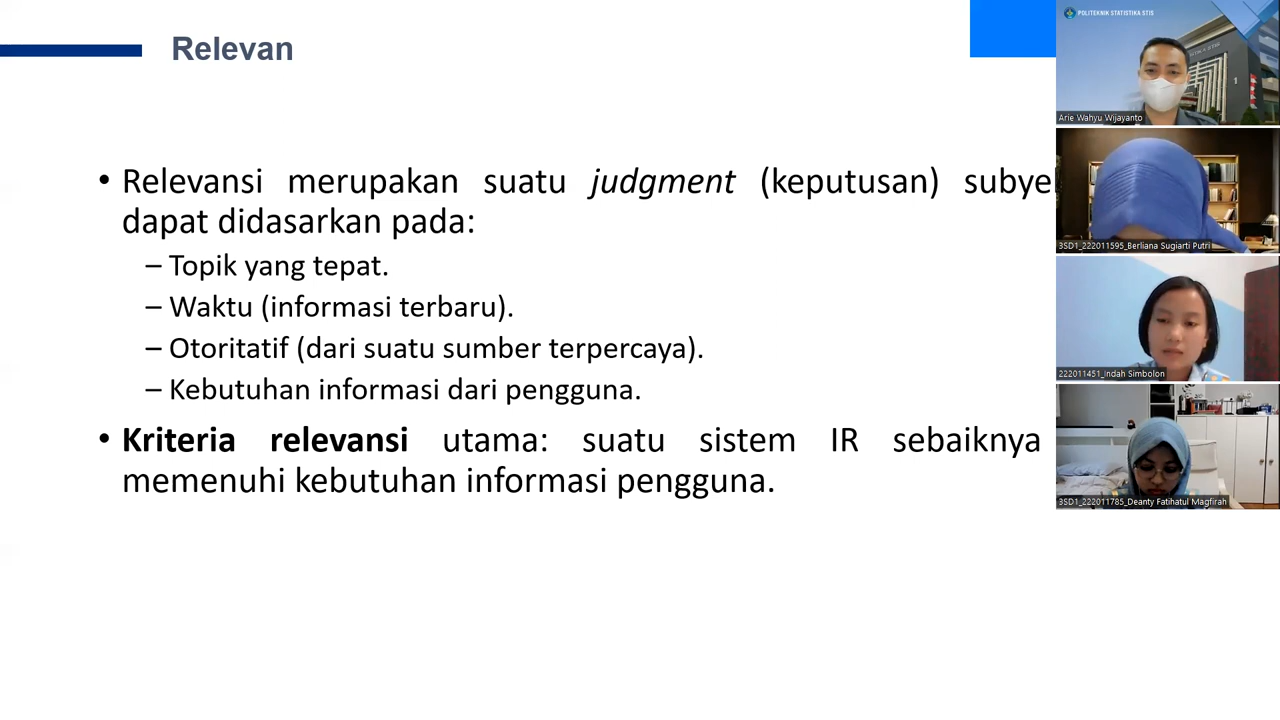 Relevan
• Relevansi merupakan suatu judgment (keputusan) subye
dapat didasarkan pada:
– Topik yang tepat.
– Waktu (informasi terbaru).
– Otoritatif (dari suatu sumber terpercaya).
– Kebutuhan informasi dari pengguna.
• Kriteria relevansi utama: suatu sistem IR sebaiknya
memenuhi kebutuhan informasi pengguna.
POLITEKNIK STATISTIKA STIS
Arie Wahyu Wijayanto
3SD1_222011595_Berliana Sugiarti Putri
222011451_Indah Simbolon
3SD1_222011785_Deanty Fatihatul Magfirah